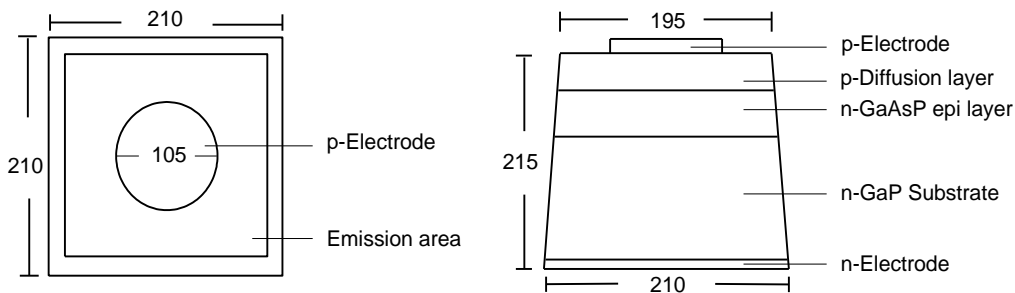 210
210
105
p-Electrode
Emission area
195
215
p-Electrode
p-Diffusion layer
n-GaAsP epi layer
n-GaP Substrate
n-Electrode
210